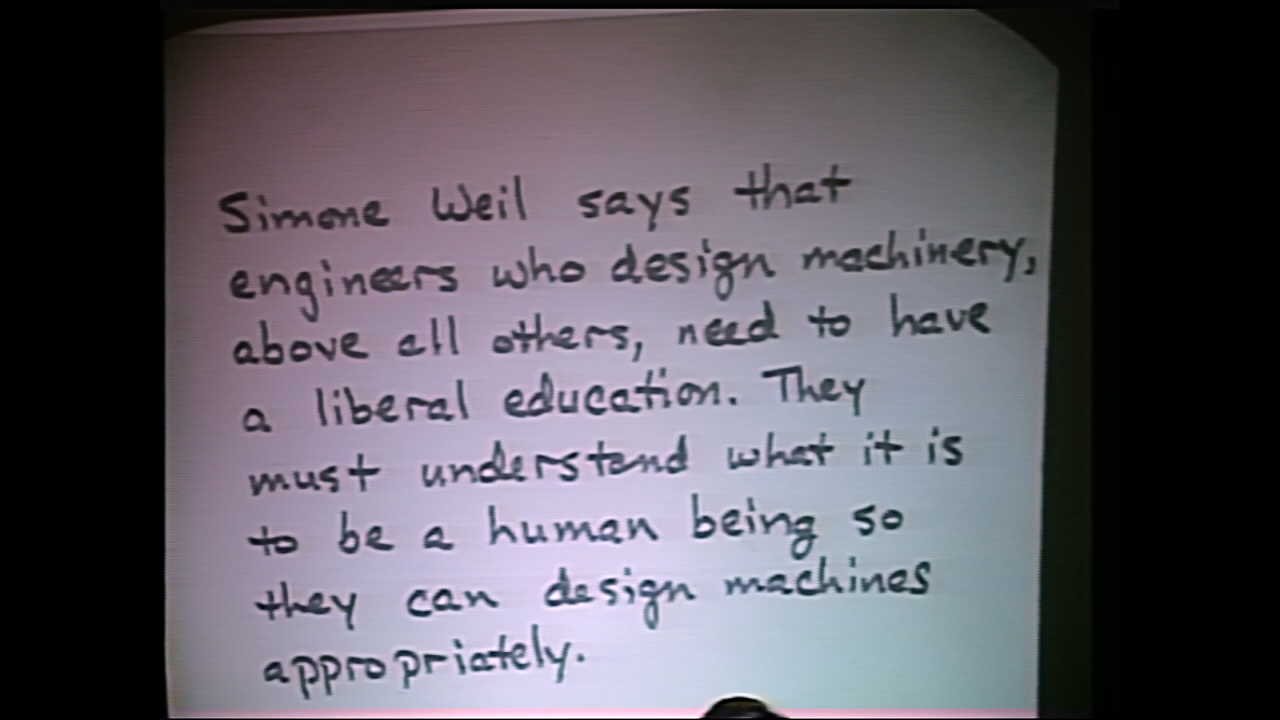 Simone Weil says that
engineers who design machinery,
above all others, need to have
a liberal education. They
must understand what it is
to be a human being so
they can design machines
appropriately.